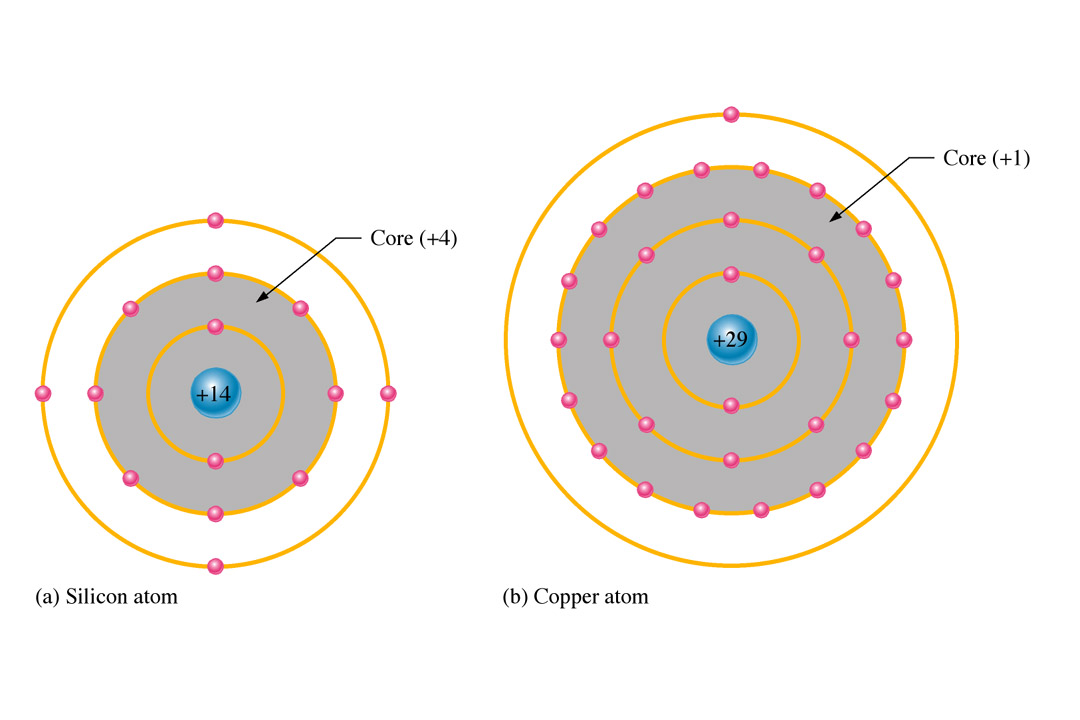 Core (+1)
Core (+4)
+29
+14
(a) Silicon atom
(b) Copper atom